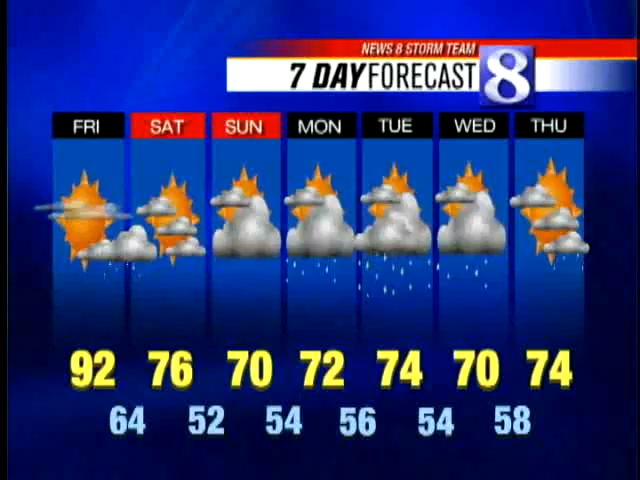 NEWS 8 STORM TEAM
7 DAY FORECAST 8
FRI SAT SUN MON TUE WED THU
92 76 70 72 74 70 74
64 52 54 56 54 58